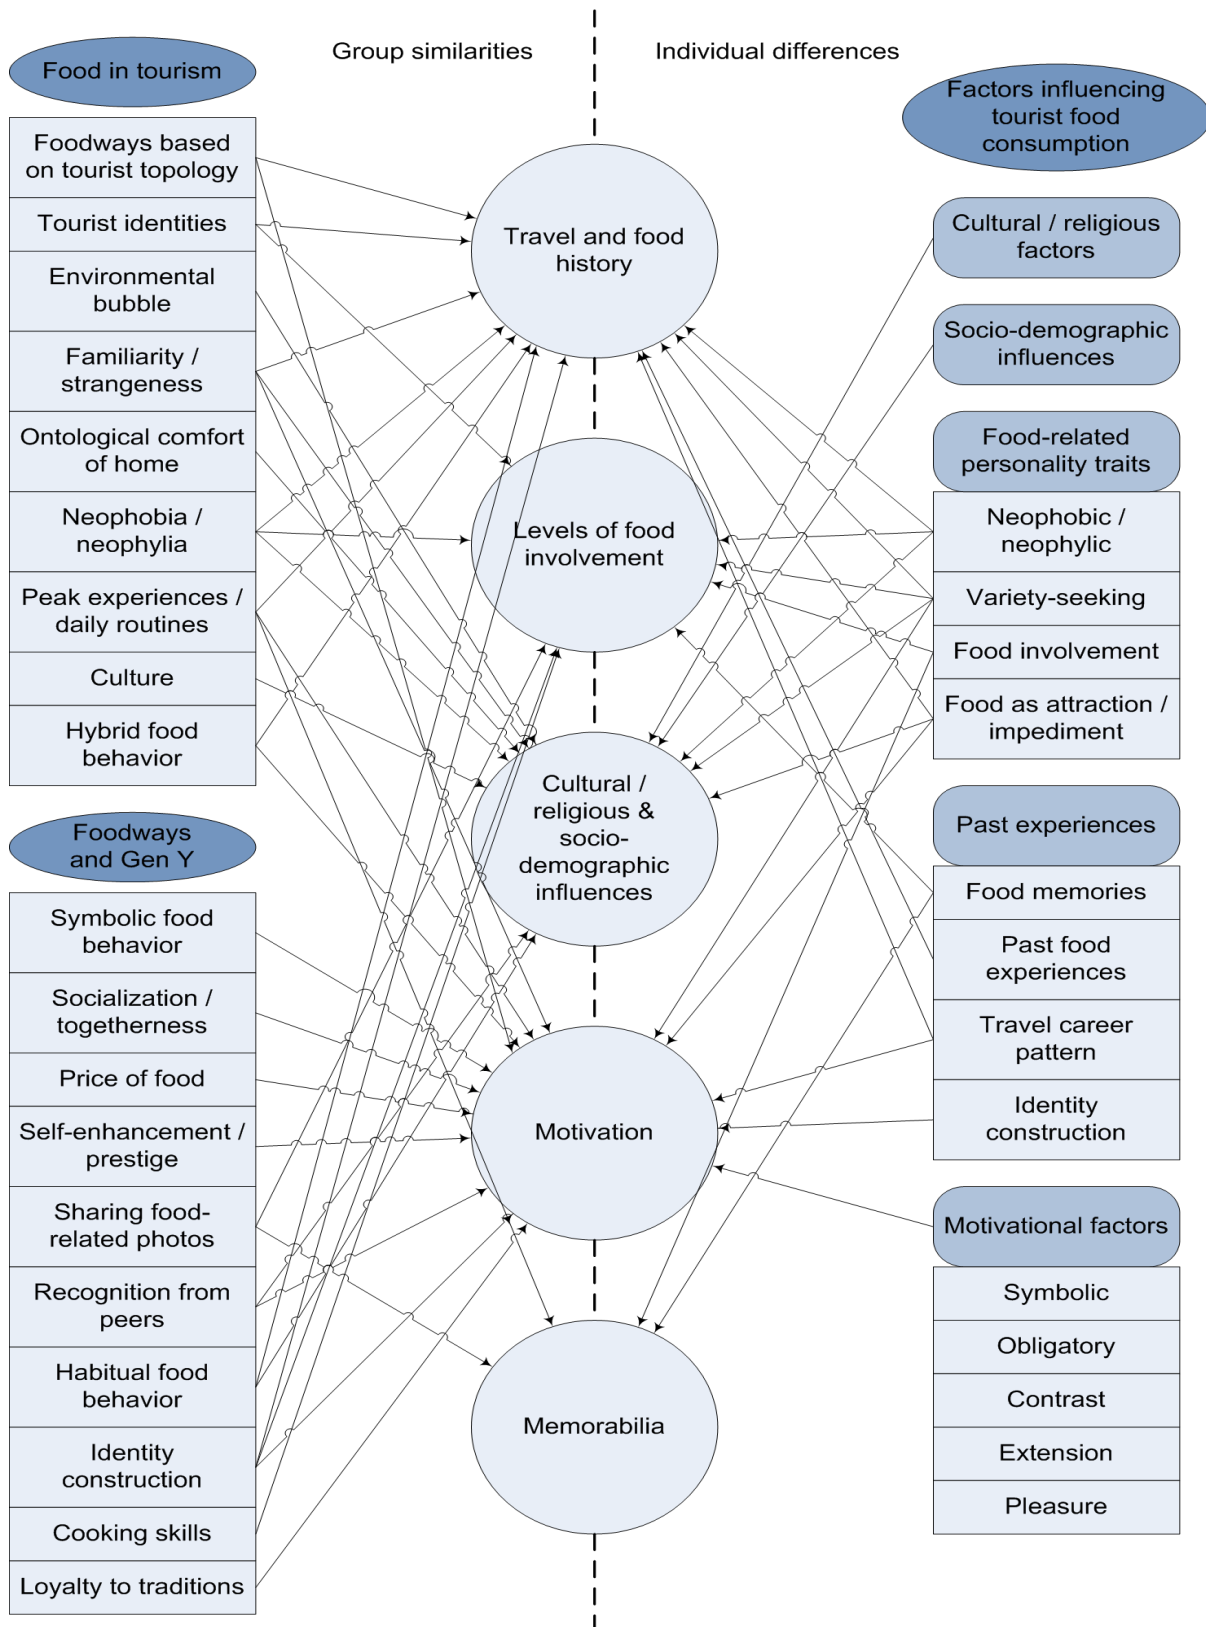 Group similarities
Individual differences
Food in tourism
Foodways based
on tourist topology
Tourist identities
Environmental
bubble
Familiarity /
strangeness
Ontological comfort
of home
Neophobia /
neophylia
Peak experiences /
daily routines
Culture
Hybrid food
behavior
Foodways
and Gen Y
Symbolic food
behavior
Socialization /
togetherness
Price of food
Self-enhancement /
prestige
Sharing food-
related photos
Recognition from
peers
Habitual food
behavior
Identity
construction
Cooking skills
Loyalty to traditions
Travel and food
history
Levels of food
involvement
Cultural /
religious &
socio-
demographic
influences
Motivation
Memorabilia
Factors influencing
tourist food
consumption
Cultural / religious
factors
Socio-demographic
influences
Food-related
personality traits
Neophobic /
neophylic
Variety-seeking
Food involvement
Food as attraction /
impediment
Past experiences
Food memories
Past food
experiences
Travel career
pattern
Identity
construction
Motivational factors
Symbolic
Obligatory
Contrast
Extension
Pleasure